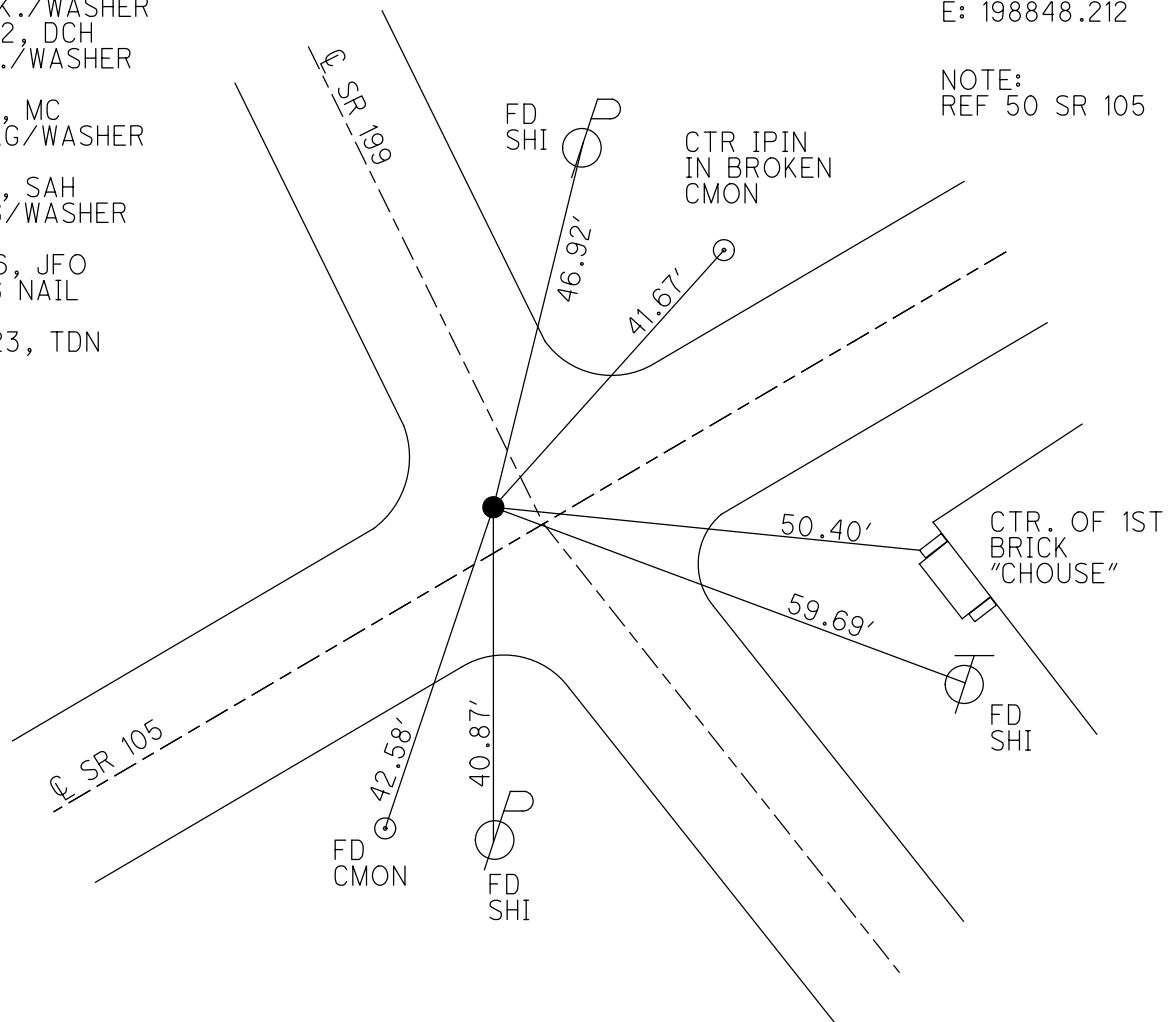 K./WASHER
2, DCH
./WASHER
, MC
G/WASHER
, SAH
/WASHER
, JFO
NAIL
23, TDN
E: 198848.212
NOTE:
REF 50 SR 105
℄ SR 199
FD
SHI
CTR IPIN
IN BROKEN
CMON
46.92'
41.67'
50.40'
CTR. OF 1ST
BRICK
"CHOUSE"
59.69'
FD
SHI
℄ SR 105
42.58'
40.87'
FD
CMON
FD
SHI